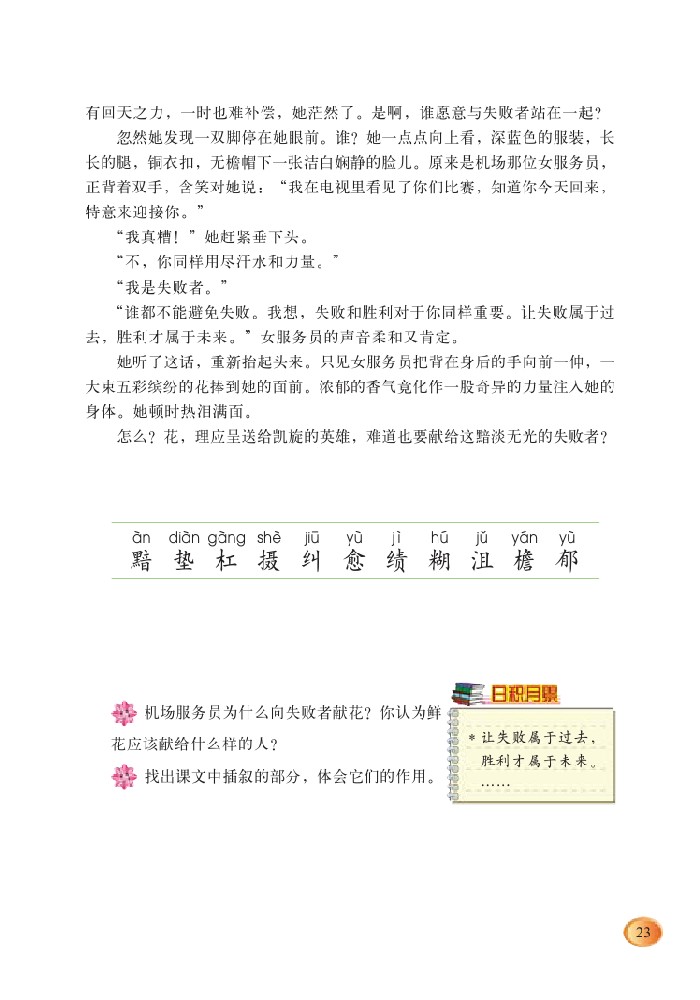 有回天之力，一时也难补偿，她茫然了。是啊，谁愿意与失败者站在一起？
忽然她发现一双脚停在她眼前。谁？她一点点向上看，深蓝色的服装，长
长的腿，铜衣扣，无檐帽下一张洁白娴静的脸儿。原来是机场那位女服务员，
正背着双手，含笑对她说：“我在电视里看见了你们比赛，知道你今天回来，
特意来迎接你。”
“我真糟！”她赶紧垂下头。
“不，你同样用尽汗水和力量。”
“我是失败者。”
“谁都不能避免失败。我想，失败和胜利对于你同样重要。让失败属于过
去，胜利才属于未来。”女服务员的声音柔和又肯定。
她听了这话，重新抬起头来。只见女服务员把背在身后的手向前一伸，一
大束五彩缤纷的花捧到她的面前。浓郁的香气竟化作一股奇异的力量注入她的
身体。她顿时热泪满面。
怎么？花，理应呈送给凯旋的英雄，难道也要献给这黯淡无光的失败者？
àn diàn gàng shè jiū yù jì hú jǔ yán yù
黯 垫 杠 摄 纠 愈 绩 糊 沮 檐 郁
日积月累
机场服务员为什么向失败者献花？你认为鲜
花应该献给什么样的人？
找出课文中插叙的部分，体会它们的作用。
*让失败属于过去，
胜利才属于未来。
……
23